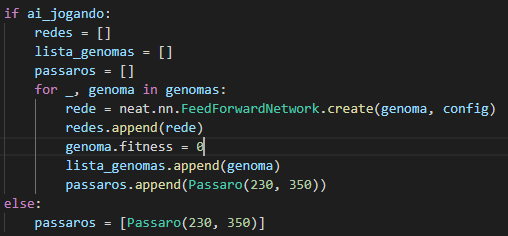 if ai_jogando:
    redes = []
    lista_genomas = []
    passaros = []
    for _, genoma in genomas:
        rede = neat.nn.FeedForwardNetwork.create(genoma, config)
        redes.append(rede)
        genoma.fitness = 0
        lista_genomas.append(genoma)
        passaros.append(Passaro(230, 350))
else:
    passaros = [Passaro(230, 350)]